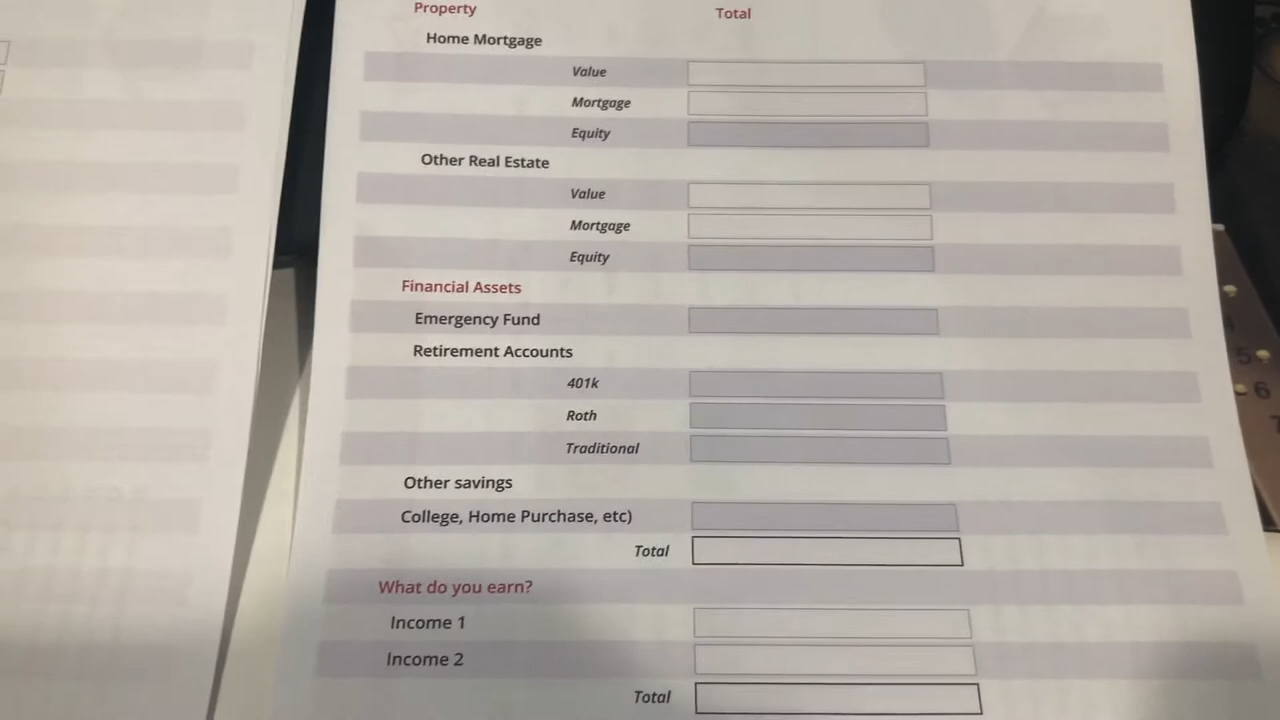 Property Total
Home Mortgage
Value
Mortgage
Equity
Other Real Estate
Value
Mortgage
Equity
Financial Assets
Emergency Fund
Retirement Accounts
401k
Roth
Traditional
Other savings
College, Home Purchase, etc)
Total
What do you earn?
Income 1
Income 2
Total
5
6